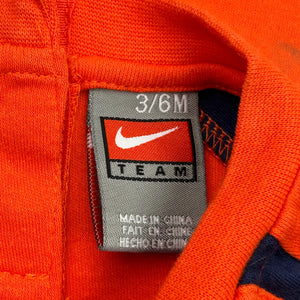 3/6M
TEAM
MADE IN CHINA
FAIT EN CHINE
HECHO EN CHINA